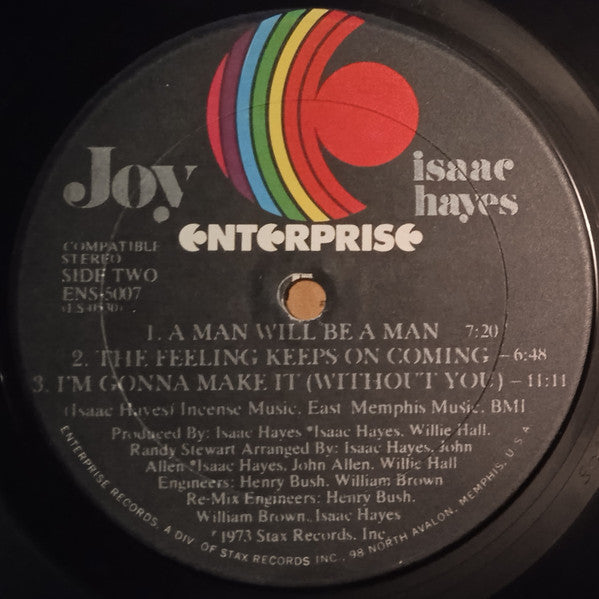 Joy
isaac
hayes
ENTERPRISE
COMPATIBLE
STEREO
SIDE TWO
ENS-5007
1. A MAN WILL BE A MAN 7:20
2. THE FEELING KEEPS ON COMING – 6:48
3. I'M GONNA MAKE IT (WITHOUT YOU) – 11:11
(Isaac Hayes) Incense Music, East Memphis Music, BMI
Produced By: Isaac Hayes *Isaac Hayes, Willie Hall,
Randy Stewart Arranged By: Isaac Hayes, John
Allen *Isaac Hayes, John Allen, Willie Hall
Engineers: Henry Bush, William Brown
Re-Mix Engineers: Henry Bush,
William Brown, Isaac Hayes
1973 Stax Records, Inc.
ENTERPRISE RECORDS, A DIV. OF STAX RECORDS INC., 98 NORTH AVALON, MEMPHIS, U.S.A.